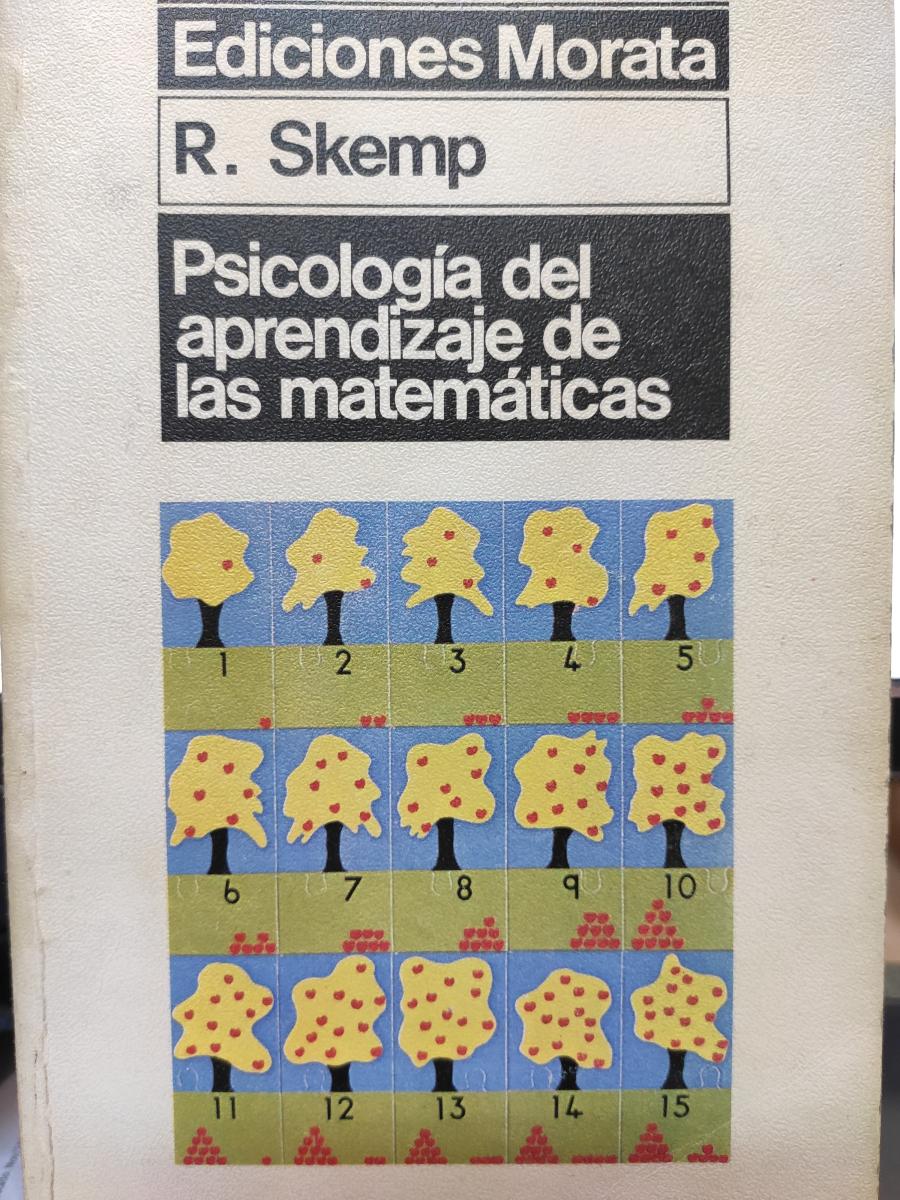 Ediciones Morata
R. Skemp
Psicología del
aprendizaje de
las matemáticas
1 2 3 4 5
6 7 8 9 10
11 12 13 14 15